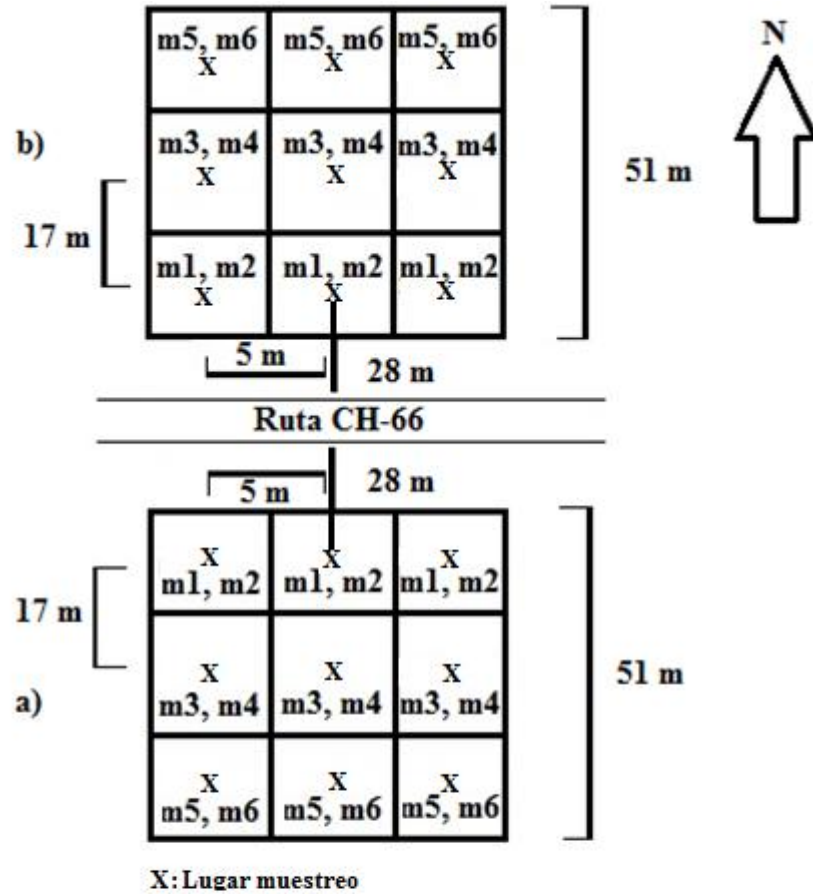 m5, m6 m5, m6 m5, m6
X X X
N
b)
m3, m4 m3, m4 m3, m4
X X X
51 m
17 m
m1, m2 m1, m2 m1, m2
X X X
5 m 28 m
Ruta CH-66
5 m 28 m
X X X
m1, m2 m1, m2 m1, m2
17 m
X X X
51 m
a)
m3, m4 m3, m4 m3, m4
X X X
m5, m6 m5, m6 m5, m6
X: Lugar muestreo